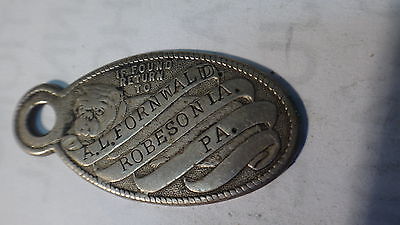 IF FOUND
RETURN
TO
A.L. FORNWALD.
ROBESONIA.
PA.